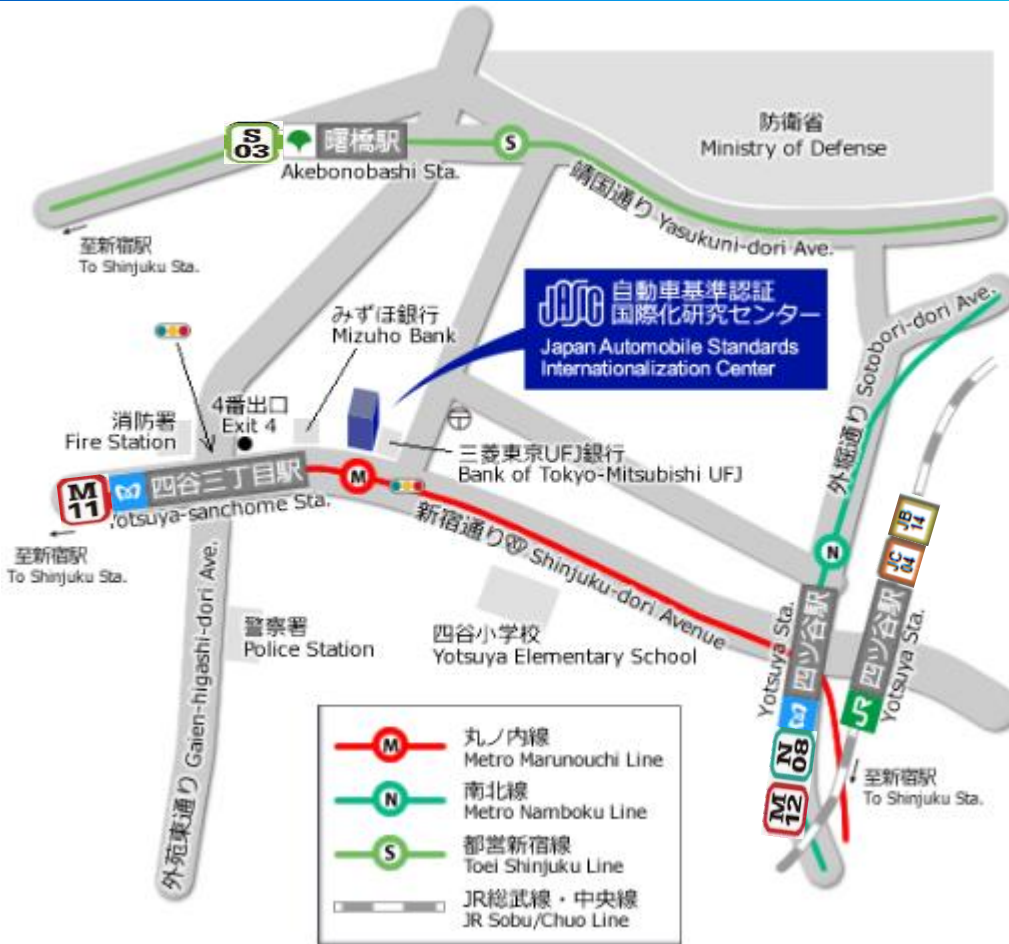 防衛省
Ministry of Defense
S
03
曙橋駅
Akebonobashi Sta.
S
靖国通り Yasukuni-dori Ave.
至新宿駅
To Shinjuku Sta.
JASIC
自動車基準認証
国際化研究センター
Japan Automobile Standards
Internationalization Center
みずほ銀行
Mizuho Bank
外堀通り Sotobori-dori Ave.
4番出口
Exit 4
消防署
Fire Station
三菱東京UFJ銀行
Bank of Tokyo-Mitsubishi UFJ
M
11
四谷三丁目駅
Yotsuya-sanchome Sta.
M
新宿通り 20 Shinjuku-dori Avenue
至新宿駅
To Shinjuku Sta.
JB
14
JC
04
N
四ツ谷駅
Yotsuya Sta.
四ツ谷駅
Yotsuya Sta.
JR
N
08
M
12
外苑東通り Gaien-higashi-dori Ave.
警察署
Police Station
四谷小学校
Yotsuya Elementary School
至新宿駅
To Shinjuku Sta.
M
丸ノ内線
Metro Marunouchi Line
N
南北線
Metro Namboku Line
S
都営新宿線
Toei Shinjuku Line
JR総武線・中央線
JR Sobu/Chuo Line